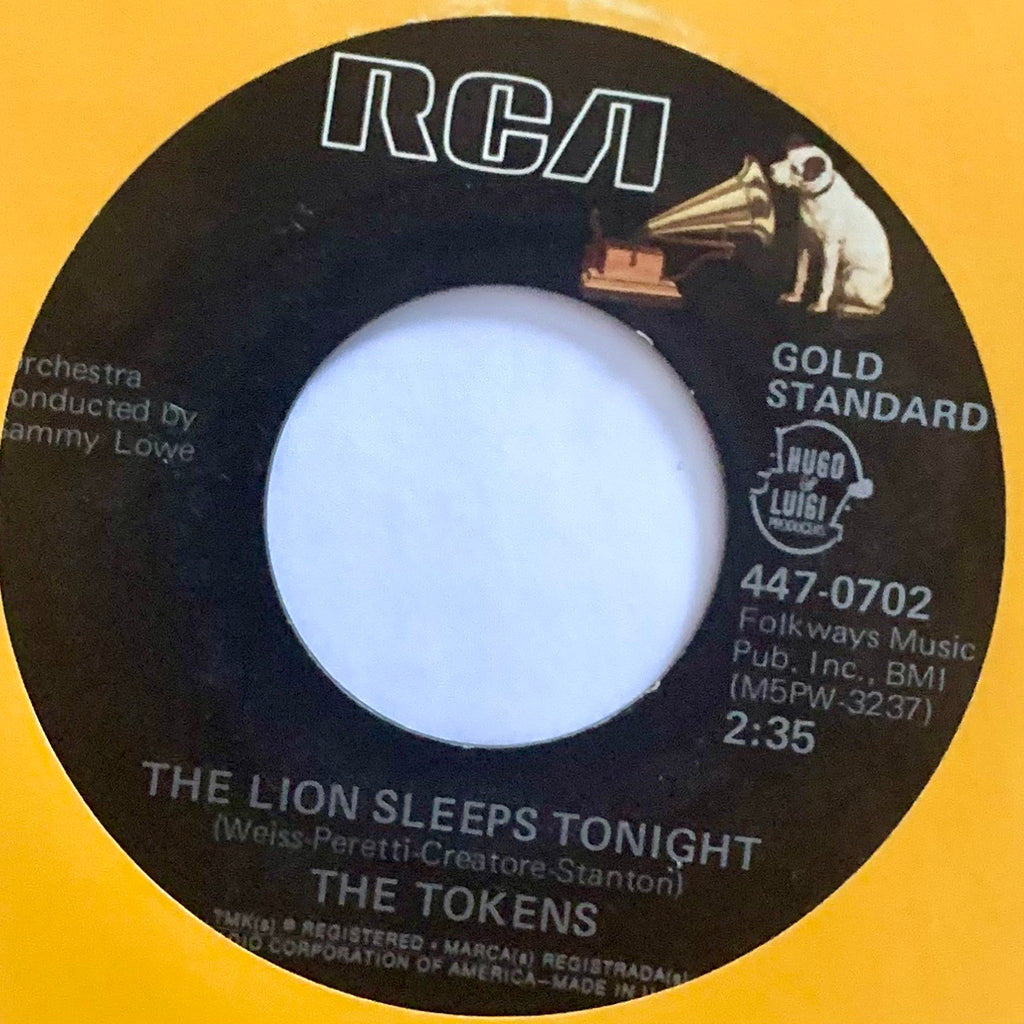 RCA
GOLD
STANDARD
HUGO
&
LUIGI
PRODUCERS
rchestra
onducted by
ammy Lowe
447-0702
Folkways Music
Pub. Inc., BMI
(M5PW-3237)
2:35
THE LION SLEEPS TONIGHT
(Weiss-Peretti-Creatore-Stanton)
THE TOKENS
TMK(s) ® REGISTERED • MARCA(s) REGISTRADA(s)
DIO CORPORATION OF AMERICA—MADE IN U